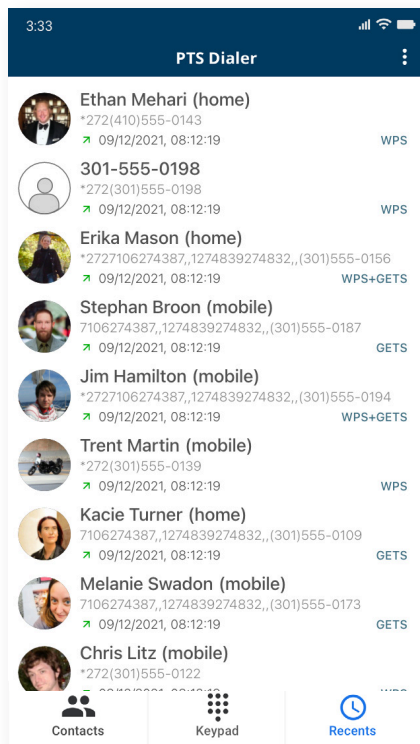 3:33
PTS Dialer
Ethan Mehari (home)
*272(410)555-0143
09/12/2021, 08:12:19 WPS
301-555-0198
*272(301)555-0198
09/12/2021, 08:12:19 WPS
Erika Mason (home)
*2727106274387,,1274839274832,,(301)555-0156
09/12/2021, 08:12:19 WPS+GETS
Stephan Broon (mobile)
7106274387,,1274839274832,,(301)555-0187
09/12/2021, 08:12:19 GETS
Jim Hamilton (mobile)
*2727106274387,,1274839274832,,(301)555-0194
09/12/2021, 08:12:19 WPS+GETS
Trent Martin (mobile)
*272(301)555-0139
09/12/2021, 08:12:19 WPS
Kacie Turner (home)
7106274387,,1274839274832,,(301)555-0109
09/12/2021, 08:12:19 GETS
Melanie Swadon (mobile)
7106274387,,1274839274832,,(301)555-0173
09/12/2021, 08:12:19 GETS
Chris Litz (mobile)
*272(301)555-0122
Contacts Keypad Recents